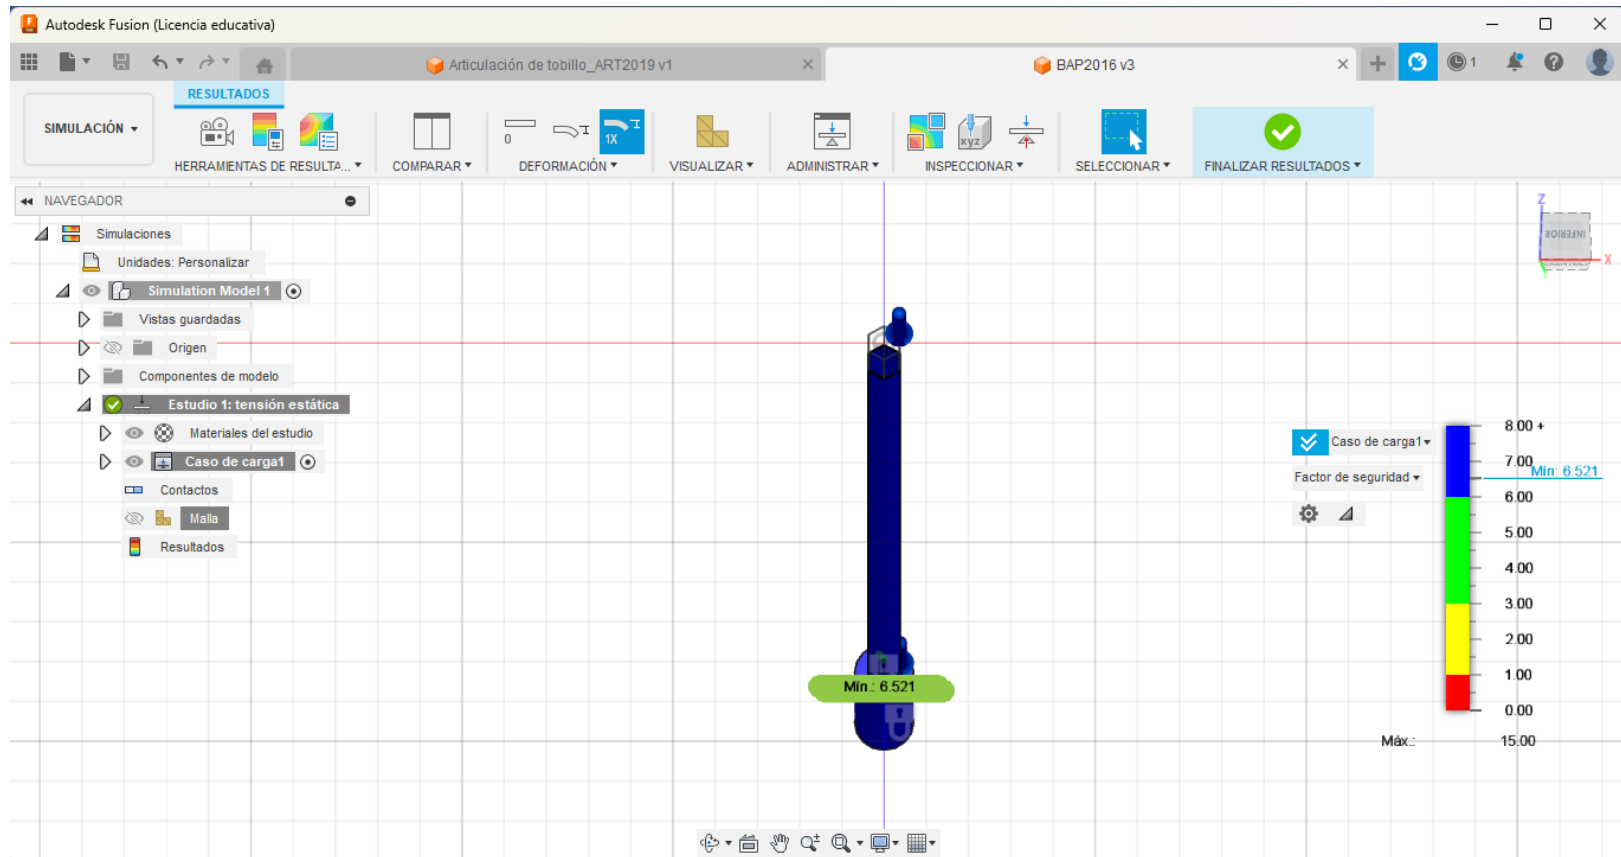 Autodesk Fusion (Licencia educativa)
Articulación de tobillo_ART2019 v1
BAP2016 v3
1
RESULTADOS
SIMULACIÓN
0
1X
xyz
HERRAMIENTAS DE RESULTA...
COMPARAR
DEFORMACIÓN
VISUALIZAR
ADMINISTRAR
INSPECCIONAR
SELECCIONAR
FINALIZAR RESULTADOS
NAVEGADOR
Simulaciones
Unidades: Personalizar
Simulation Model 1
Vistas guardadas
Origen
Componentes de modelo
Estudio 1: tensión estática
Materiales del estudio
Caso de carga1
Contactos
Malla
Resultados
Z
INFERIOR
X
Mín.: 6.521
Caso de carga1
Factor de seguridad
8.00 +
7.00
Mín: 6.521
6.00
5.00
4.00
3.00
2.00
1.00
0.00
Máx.: 15.00